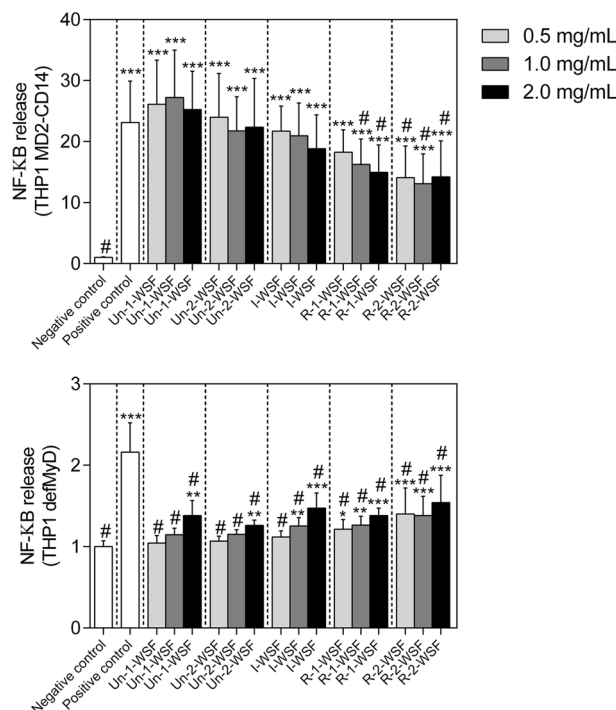 0.5 mg/mL
1.0 mg/mL
2.0 mg/mL
NF-KB release
(THP1 MD2-CD14)
40
30
20
10
0
# *** *** *** *** *** *** *** *** *** *** *** # *** # *** # *** # *** # ***
Negative control
Positive control
Un-1-WSF
Un-1-WSF
Un-1-WSF
Un-2-WSF
Un-2-WSF
Un-2-WSF
I-WSF
I-WSF
I-WSF
R-1-WSF
R-1-WSF
R-1-WSF
R-2-WSF
R-2-WSF
R-2-WSF
NF-KB release
(THP1 defMyD)
3
2
1
0
# *** # # # ** # # # ** # # ** # *** # * # ** # *** # *** # *** # ***
Negative control
Positive control
Un-1-WSF
Un-1-WSF
Un-1-WSF
Un-2-WSF
Un-2-WSF
Un-2-WSF
I-WSF
I-WSF
I-WSF
R-1-WSF
R-1-WSF
R-1-WSF
R-2-WSF
R-2-WSF
R-2-WSF